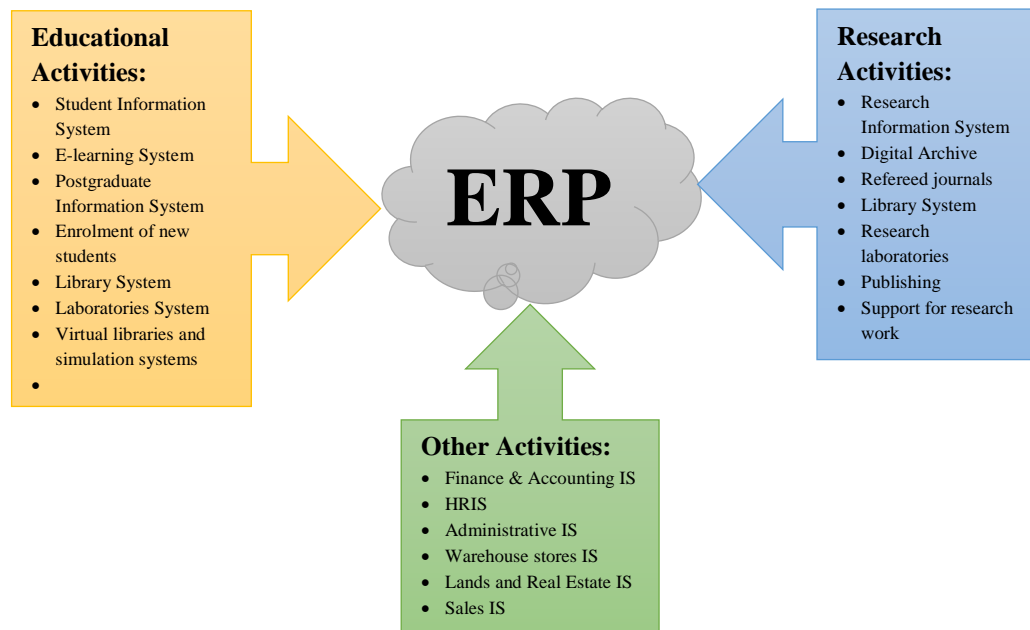 Educational
Activities:
• Student Information
System
• E-learning System
• Postgraduate
Information System
• Enrolment of new
students
• Library System
• Laboratories System
• Virtual libraries and
simulation systems
•
ERP
Research
Activities:
• Research
Information System
• Digital Archive
• Refereed journals
• Library System
• Research
laboratories
• Publishing
• Support for research
work
Other Activities:
• Finance & Accounting IS
• HRIS
• Administrative IS
• Warehouse stores IS
• Lands and Real Estate IS
• Sales IS